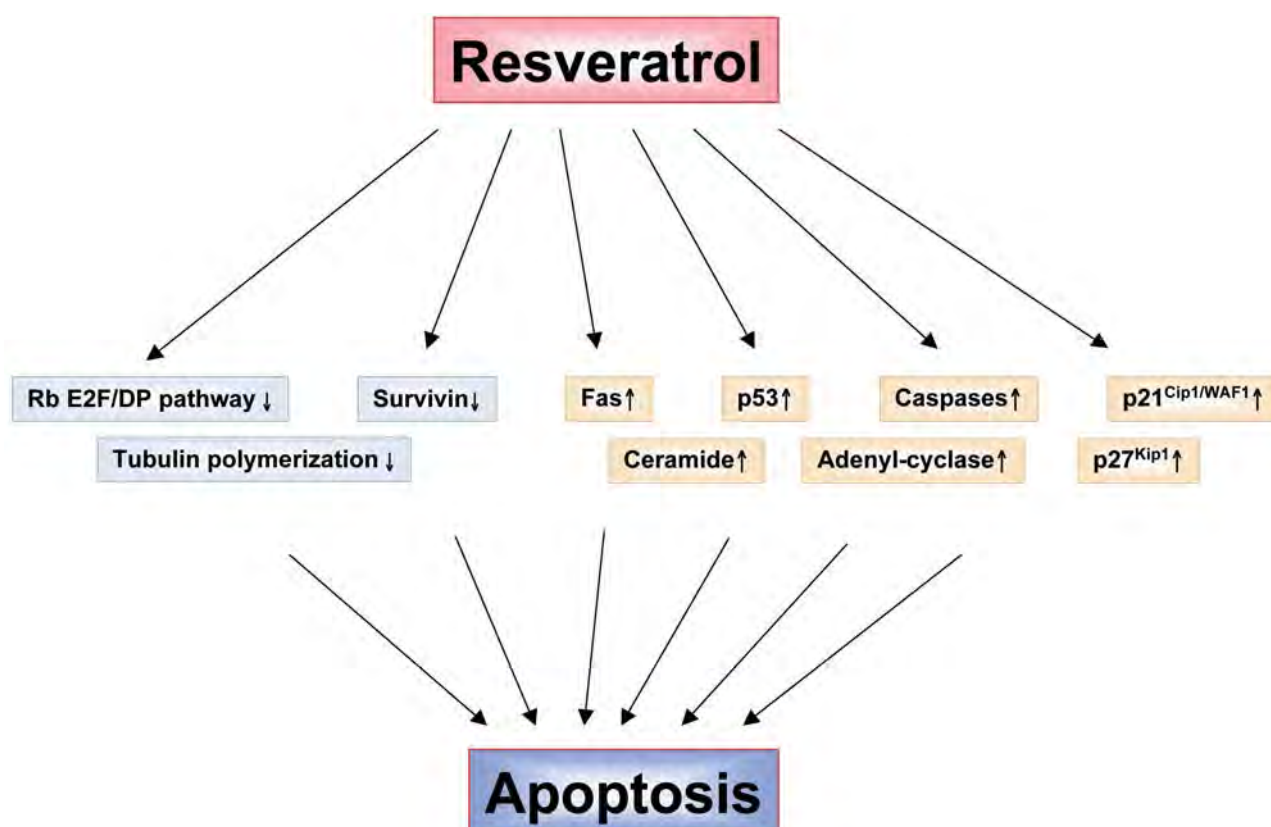 Resveratrol
Rb E2F/DP pathway ↓
Survivin↓
Fas↑
p53↑
Caspases↑
p21Cip1/WAF1↑
Tubulin polymerization ↓
Ceramide↑
Adenyl-cyclase↑
p27Kip1↑
Apoptosis